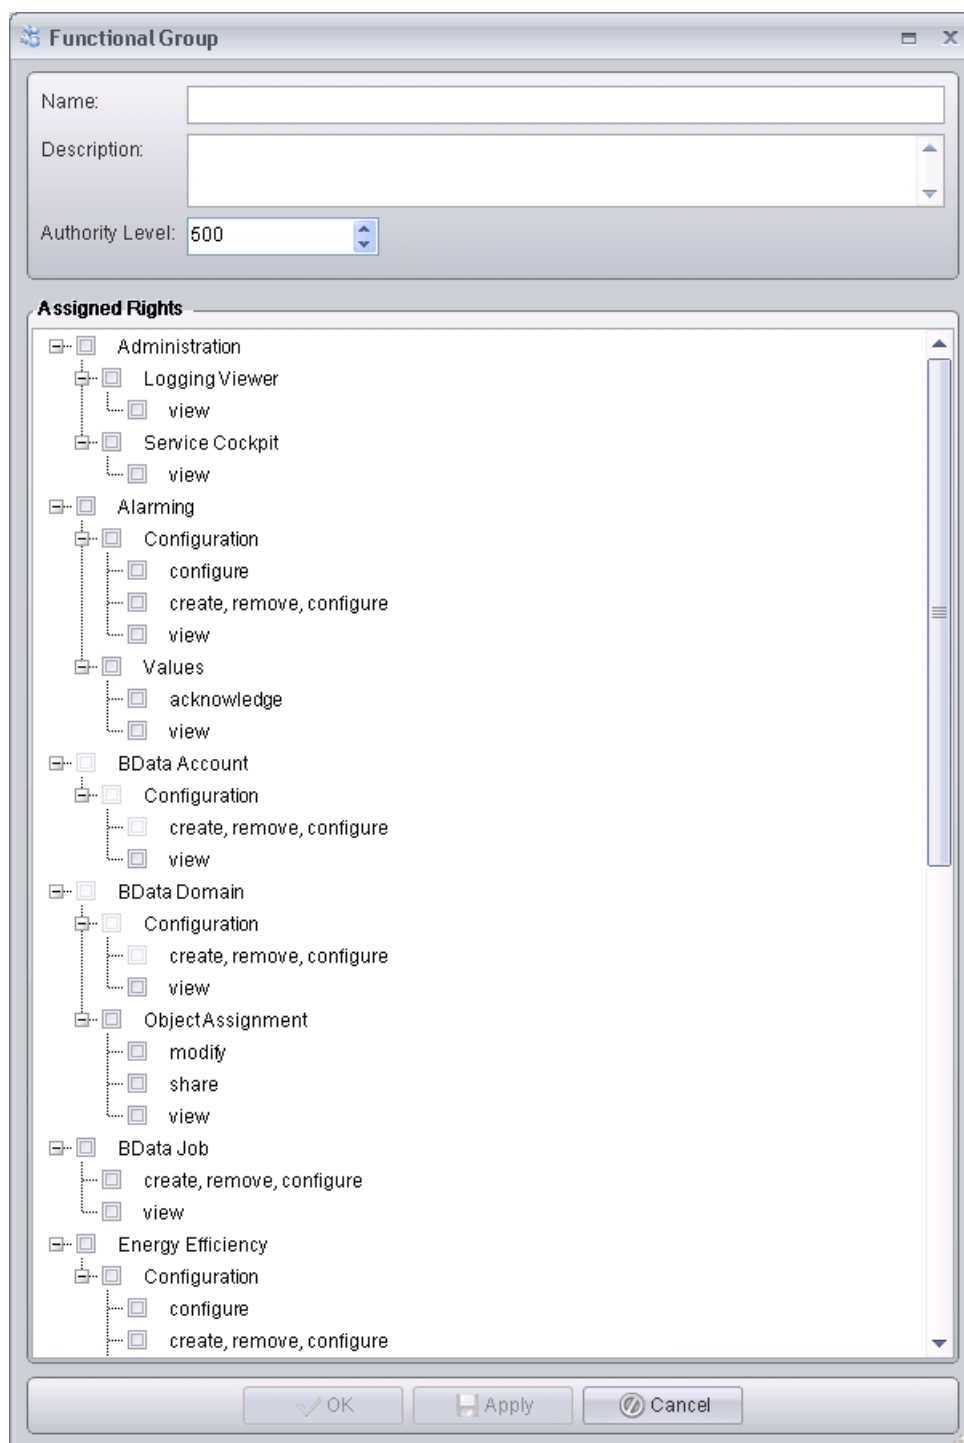 Functional Group
Name:
Description:
Authority Level: 500
Assigned Rights
Administration
Logging Viewer
view
Service Cockpit
view
Alarming
Configuration
configure
create, remove, configure
view
Values
acknowledge
view
BData Account
Configuration
create, remove, configure
view
BData Domain
Configuration
create, remove, configure
view
Object Assignment
modify
share
view
BData Job
create, remove, configure
view
Energy Efficiency
Configuration
configure
create, remove, configure
OK Apply Cancel